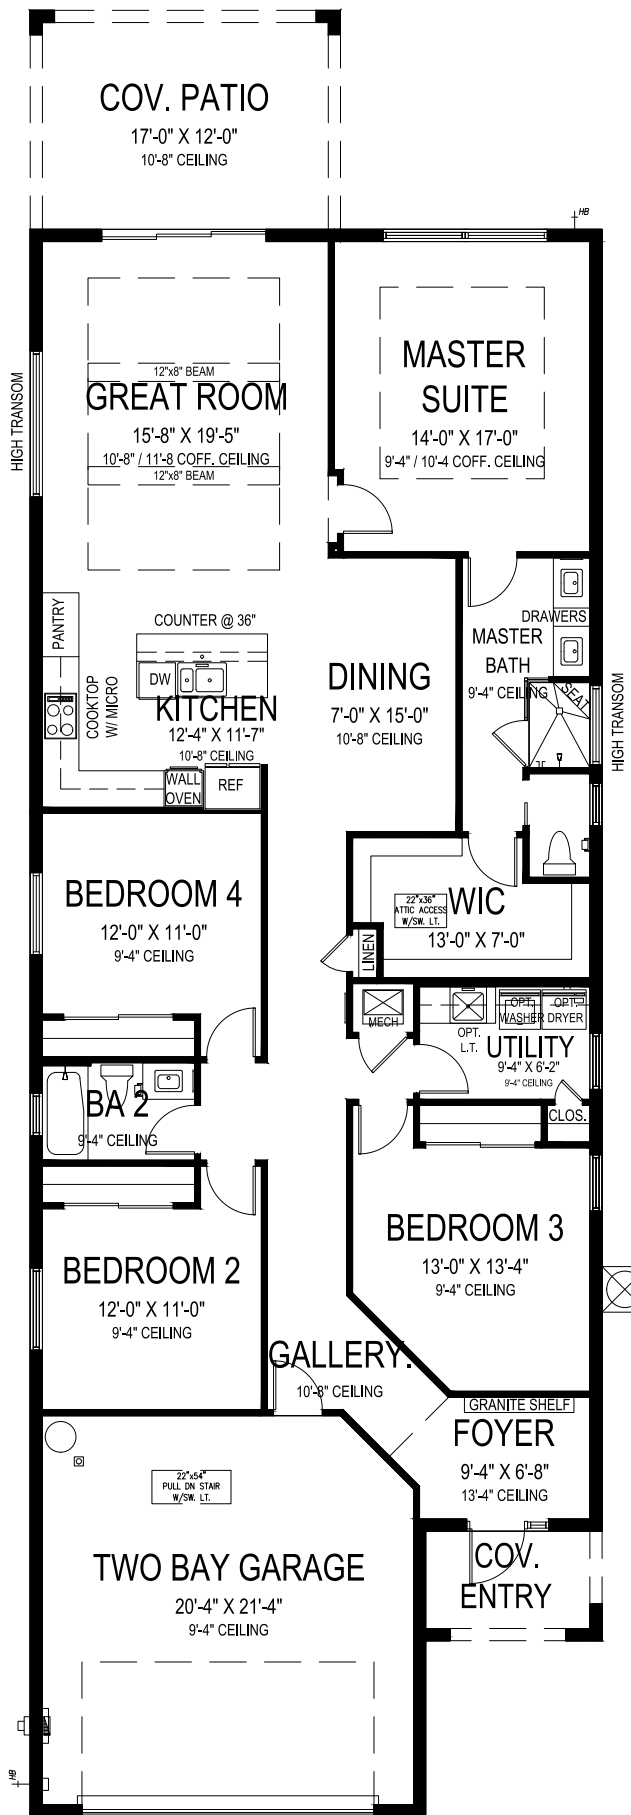 COV. PATIO
17'-0" X 12'-0"
10'-8" CEILING
HB
HIGH TRANSOM
12"x8" BEAM
GREAT ROOM
15'-8" X 19'-5"
10'-8" / 11'-8 COFF. CEILING
12"x8" BEAM
MASTER
SUITE
14'-0" X 17'-0"
9'-4" / 10'-4 COFF. CEILING
PANTRY
COUNTER @ 36"
DW
COOKTOP
W/ MICRO
KITCHEN
12'-4" X 11'-7"
10'-8" CEILING
WALL
OVEN
REF
DINING
7'-0" X 15'-0"
10'-8" CEILING
DRAWERS
MASTER
BATH
9'-4" CEILING
SEAT
HIGH TRANSOM
BEDROOM 4
12'-0" X 11'-0"
9'-4" CEILING
22"x36"
ATTIC ACCESS
W/SW. LT.
WIC
13'-0" X 7'-0"
LINEN
MECH
OPT.
L.T.
OPT.
WASHER
OPT.
DRYER
UTILITY
9'-4" X 6'-2"
9'-4" CEILING
CLOS.
BA 2
9'-4" CEILING
BEDROOM 3
13'-0" X 13'-4"
9'-4" CEILING
BEDROOM 2
12'-0" X 11'-0"
9'-4" CEILING
GALLERY.
10'-8" CEILING
GRANITE SHELF
FOYER
9'-4" X 6'-8"
13'-4" CEILING
22"x54"
PULL DN STAIR
W/SW. LT.
COV.
ENTRY
TWO BAY GARAGE
20'-4" X 21'-4"
9'-4" CEILING
HB